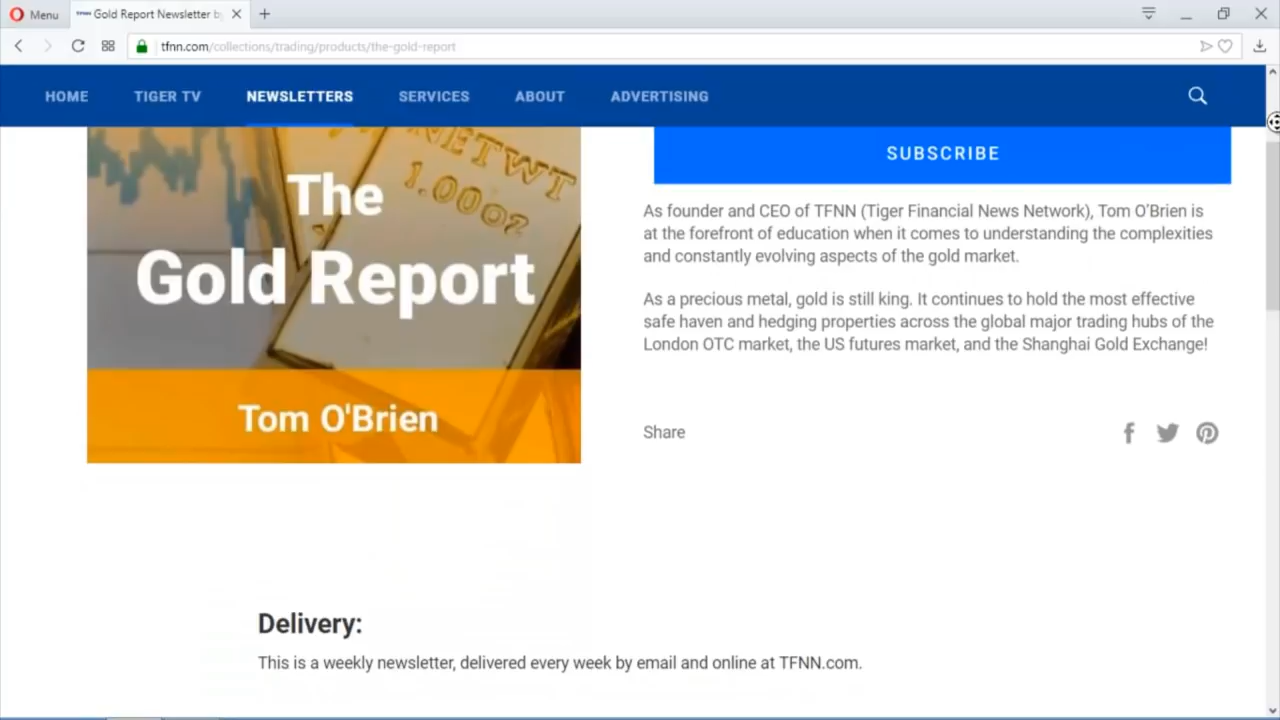 Menu
Gold Report Newsletter b
tfnn.com/collections/trading/products/the-gold-report
HOME
TIGER TV
NEWSLETTERS
SERVICES
ABOUT
ADVERTISING
NETWT
1.00oz
The
Gold Report
Tom O'Brien
SUBSCRIBE
As founder and CEO of TFNN (Tiger Financial News Network), Tom O'Brien is
at the forefront of education when it comes to understanding the complexities
and constantly evolving aspects of the gold market.
As a precious metal, gold is still king. It continues to hold the most effective
safe haven and hedging properties across the global major trading hubs of the
London OTC market, the US futures market, and the Shanghai Gold Exchange!
Share
Delivery:
This is a weekly newsletter, delivered every week by email and online at TFNN.com.